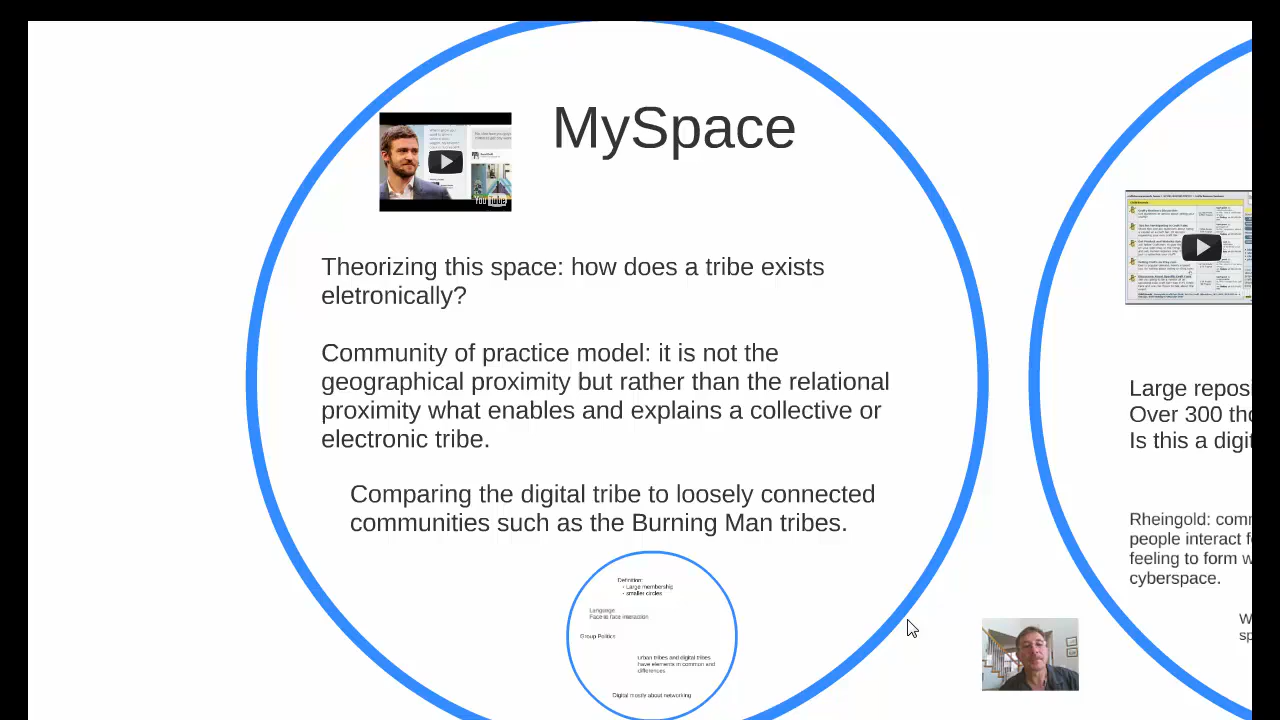 MySpace
YouTube
Theorizing this space: how does a tribe exists
eletronically?
Community of practice model: it is not the
geographical proximity but rather than the relational
proximity what enables and explains a collective or
electronic tribe.
Comparing the digital tribe to loosely connected
communities such as the Burning Man tribes.
Definition:
- Large membership
- smaller circles
Language
Face to face interaction
Group Politics
Urban tribes and digital tribes
have elements in common and
differences
Digital mostly about networking
Large repos
Over 300 tho
Is this a digit
Rheingold: comm
people interact f
feeling to form w
cyberspace.
W
sp